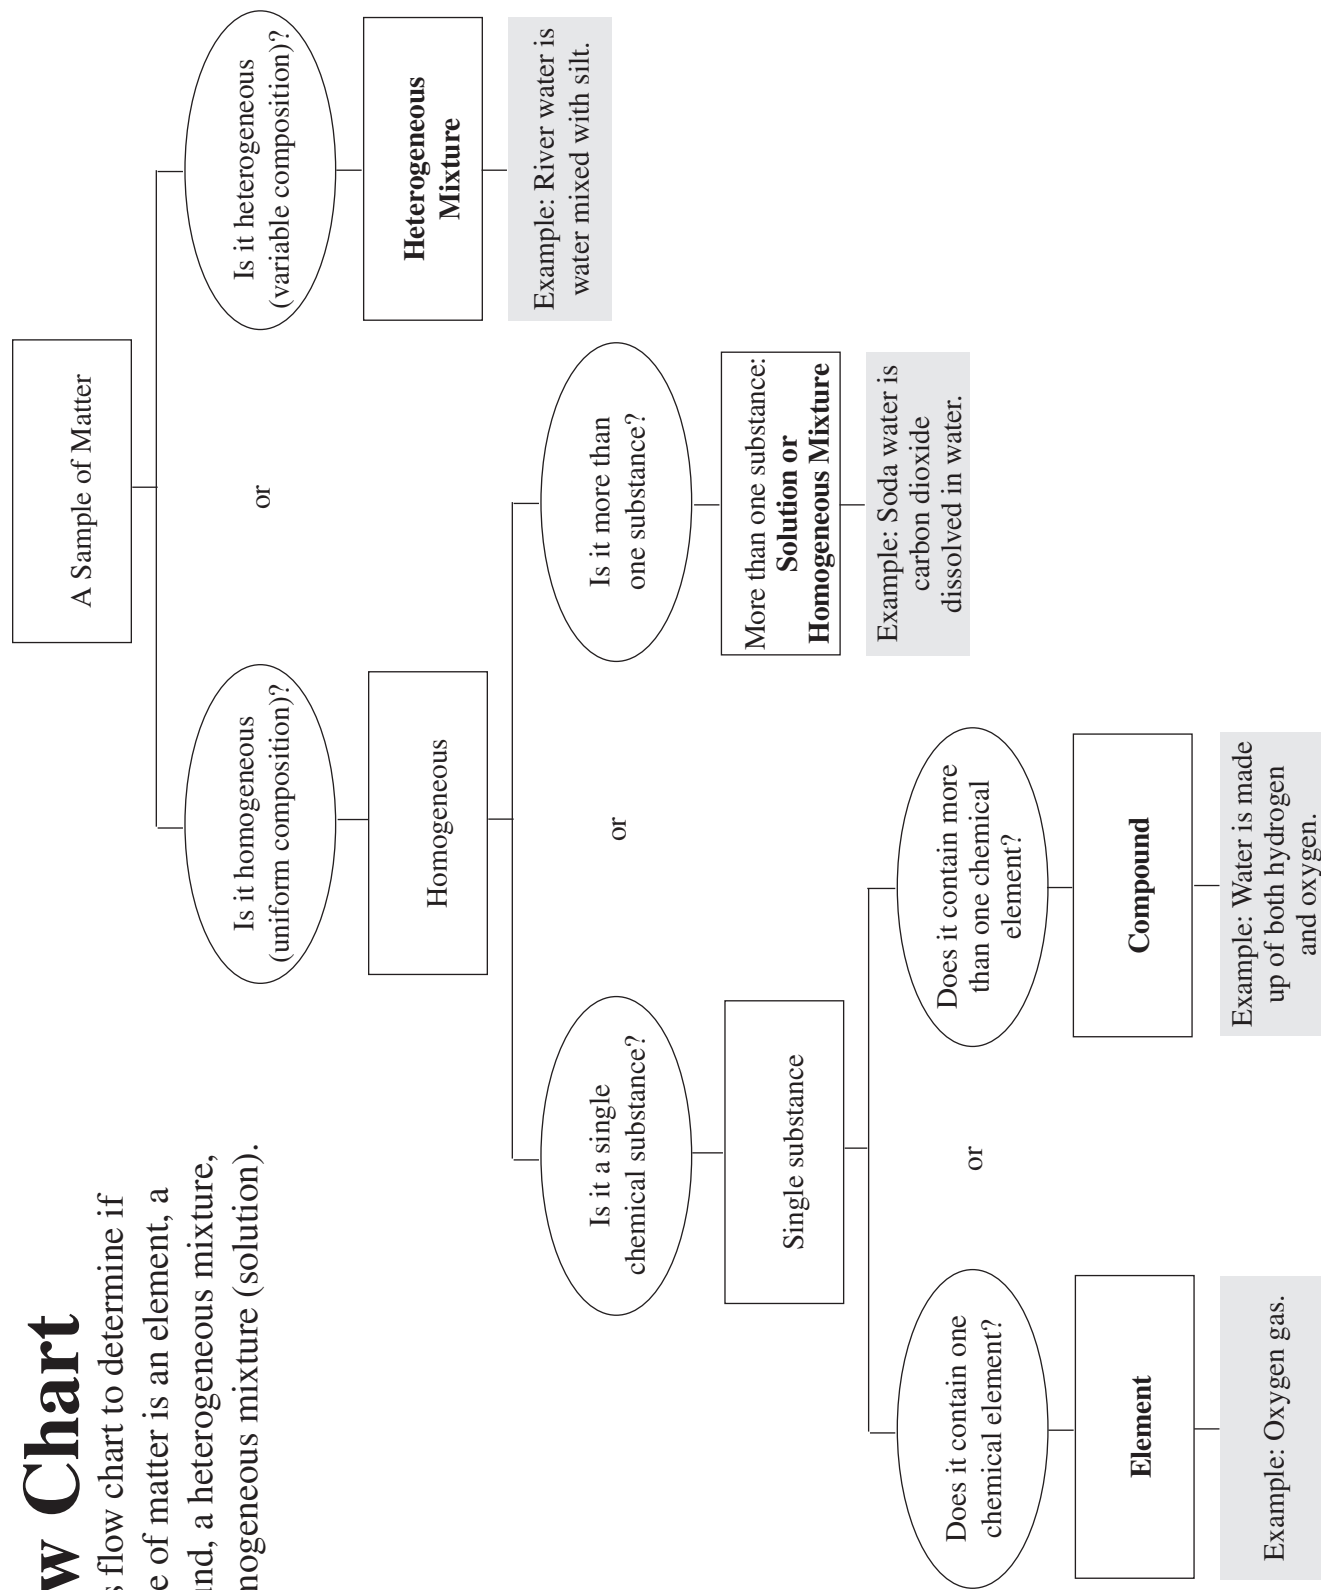 w Chart
s flow chart to determine if
e of matter is an element, a
und, a heterogeneous mixture,
mogeneous mixture (solution).
A Sample of Matter
Is it homogeneous
(uniform composition)?
or
Is it heterogeneous
(variable composition)?
Homogeneous
Heterogeneous
Mixture
Example: River water is
water mixed with silt.
Is it a single
chemical substance?
or
Is it more than
one substance?
Single substance
More than one substance:
Solution or
Homogeneous Mixture
Example: Soda water is
carbon dioxide
dissolved in water.
Does it contain one
chemical element?
or
Does it contain more
than one chemical
element?
Element
Compound
Example: Oxygen gas.
Example: Water is made
up of both hydrogen
and oxygen.